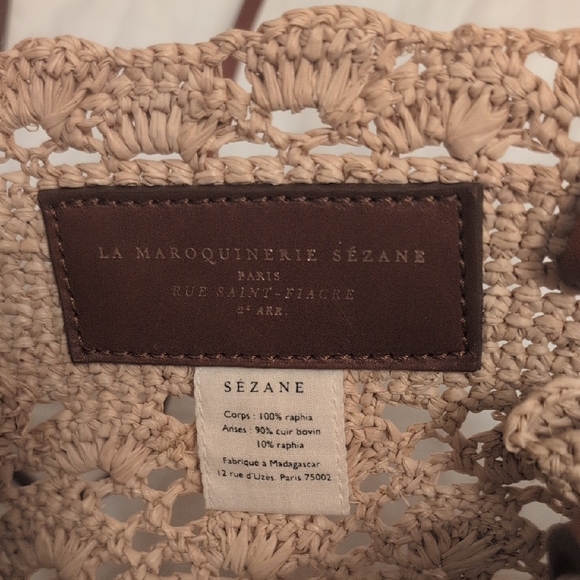 LA MAROQUINERIE SÉZANE
PARIS
RUE SAINT-FIACRE
2e ARR.
SÉZANE
Corps : 100% raphia
Anses : 90% cuir bovin
10% raphia
Fabriqué à Madagascar
12 rue d'Uzès, Paris 75002